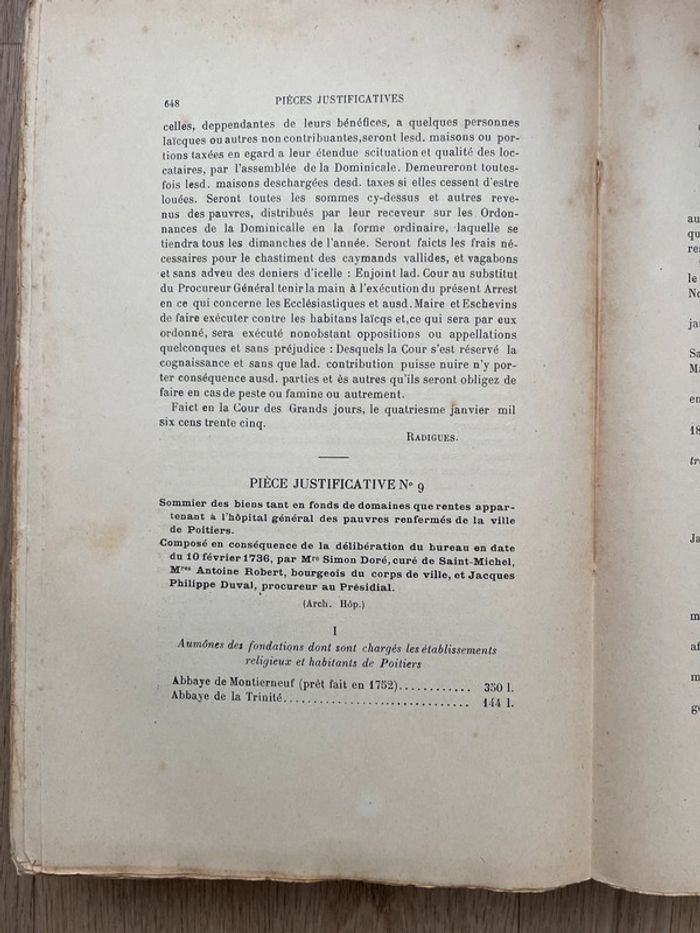 648 PIÈCES JUSTIFICATIVES
celles, deppendantes de leurs bénéfices, a quelques personnes
laïcques ou autres non contribuantes, seront lesd. maisons ou por-
tions taxées en egard a leur étendue scituation et qualité des loc-
cataires, par l'assemblée de la Dominicale. Demeureront toutes-
fois lesd. maisons deschargées desd. taxes si elles cessent d'estre
louées. Seront toutes les sommes cy-dessus et autres reve-
nus des pauvres, distribués par leur receveur sur les Ordon-
nances de la Dominicalle en la forme ordinaire, laquelle se
tiendra tous les dimanches de l'année. Seront faicts les frais né-
cessaires pour le chastiment des caymands vallides, et vagabons
et sans adveu des deniers d'icelle : Enjoint lad. Cour au substitut
du Procureur Général tenir la main à l'exécution du présent Arrest
en ce qui concerne les Ecclésiastiques et ausd. Maire et Eschevins
de faire exécuter contre les habitans laïcqs et, ce qui sera par eux
ordonné, sera exécuté nonobstant oppositions ou appellations
quelconques et sans préjudice : Desquels la Cour s'est réservé la
cognaissance et sans que lad. contribution puisse nuire n'y por-
ter conséquence ausd. parties et ès autres qu'ils seront obligez de
faire en cas de peste ou famine ou autrement.
Faict en la Cour des Grands jours, le quatriesme janvier mil
six cens trente cinq.
RADIGUES.
PIÈCE JUSTIFICATIVE N° 9
Sommier des biens tant en fonds de domaines que rentes appar-
tenant à l'hôpital général des pauvres renfermés de la ville
de Poitiers.
Composé en conséquence de la délibération du bureau en date
du 10 février 1736, par Mre Simon Doré, curé de Saint-Michel,
Mres Antoine Robert, bourgeois du corps de ville, et Jacques
Philippe Duval, procureur au Présidial.
(Arch. Hôp.)
I
Aumônes des fondations dont sont chargés les établissements
religieux et habitants de Poitiers
Abbaye de Montierneuf (prêt fait en 1752)............ 350 l.
Abbaye de la Trinité................................ 144 l.
au
qu
re
le
No
ja
Sa
Ma
en
18
tr
Ja
m
af
m
ge